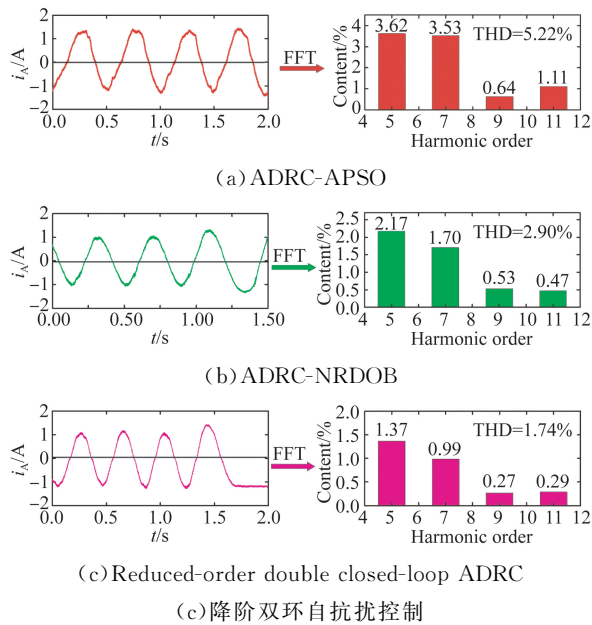 2
1
0
−1
−2
i_A/A
0.0
0.5
1.0
1.5
2.0
t/s
FFT
4
3
2
1
0
Content/%
3.62
3.53
0.64
1.11
THD=5.22%
4 5 6 7 8 9 10 11 12
Harmonic order
(a) ADRC-APSO
2
1
0
−1
−2
i_A/A
0.00
0.50
0.75
1.00
1.50
t/s
FFT
2.5
2.0
1.5
1.0
0.5
0.0
Content/%
2.17
1.70
0.53
0.47
THD=2.90%
4 5 6 7 8 9 10 11 12
Harmonic order
(b) ADRC-NRDOB
2
1
0
−1
−2
i_A/A
0.0
0.5
1.0
1.5
2.0
t/s
FFT
2.0
1.5
1.0
0.5
0.0
Content/%
1.37
0.99
0.27
0.29
THD=1.74%
4 5 6 7 8 9 10 11 12
Harmonic order
(c) Reduced-order double closed-loop ADRC
(c) 降阶双环自抗扰控制